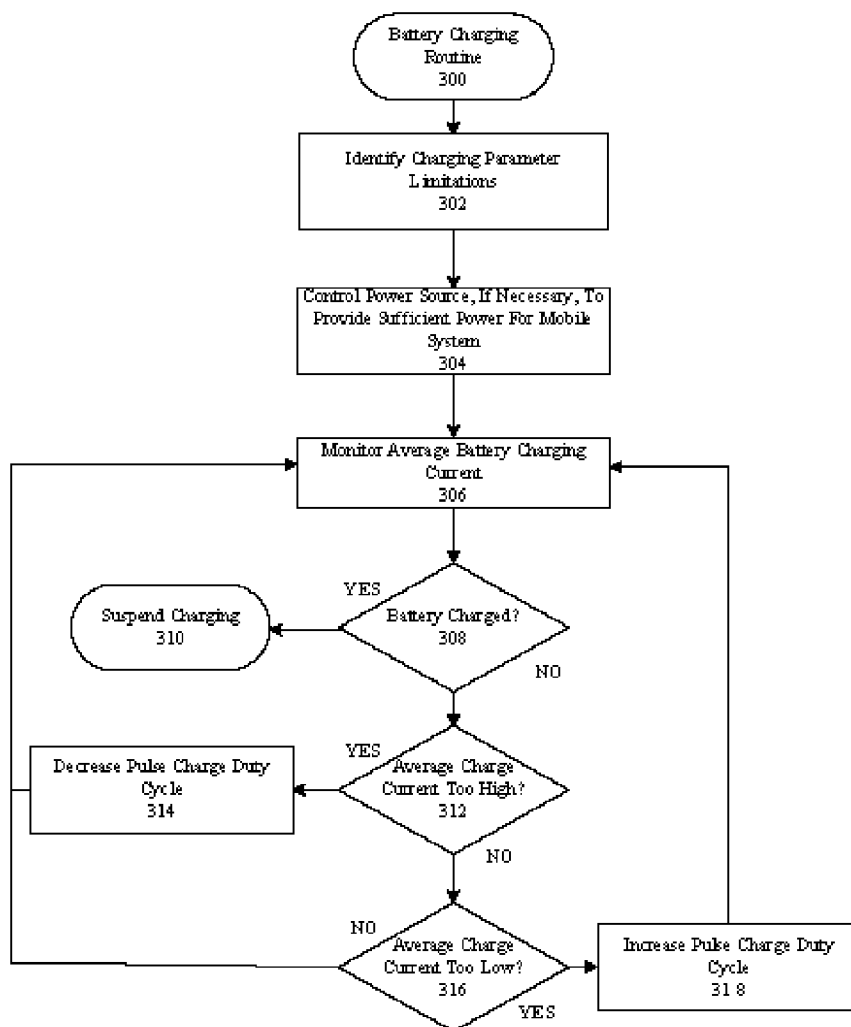 Battery Charging
Routine
300
Identify Charging Parameter
Limitations
302
Control Power Source, If Necessary, To
Provide Sufficient Power For Mobile
System
304
Monitor Average Battery Charging
Current
306
YES
Suspend Charging
310
Battery Charged?
308
NO
YES
Decrease Pulse Charge Duty
Cycle
314
Average Charge
Current Too High?
312
NO
NO
Average Charge
Current Too Low?
316
YES
Increase Pulse Charge Duty
Cycle
318